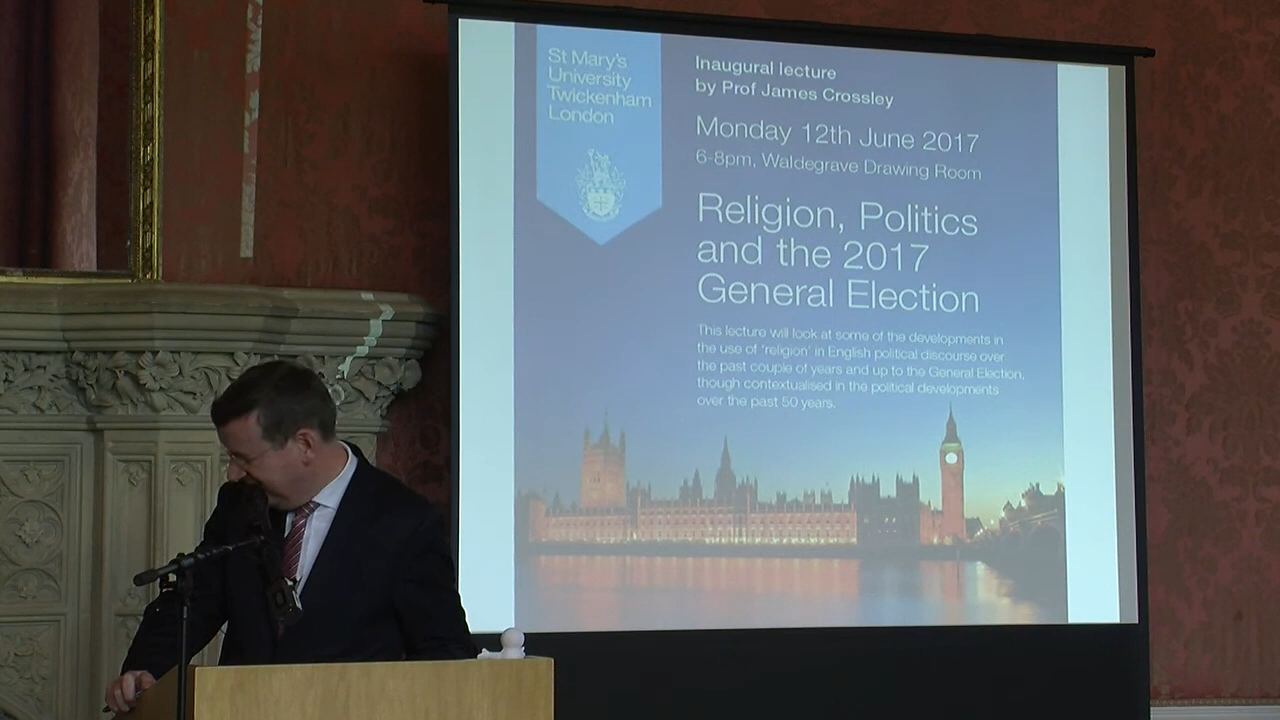 St Mary's
University
Twickenham
London
Inaugural lecture
by Prof James Crossley
Monday 12th June 2017
6-8pm, Waldegrave Drawing Room
Religion, Politics
and the 2017
General Election
This lecture will look at some of the developments in
the use of 'religion' in English political discourse over
the past couple of years and up to the General Election,
though contextualised in the political developments
over the past 50 years.